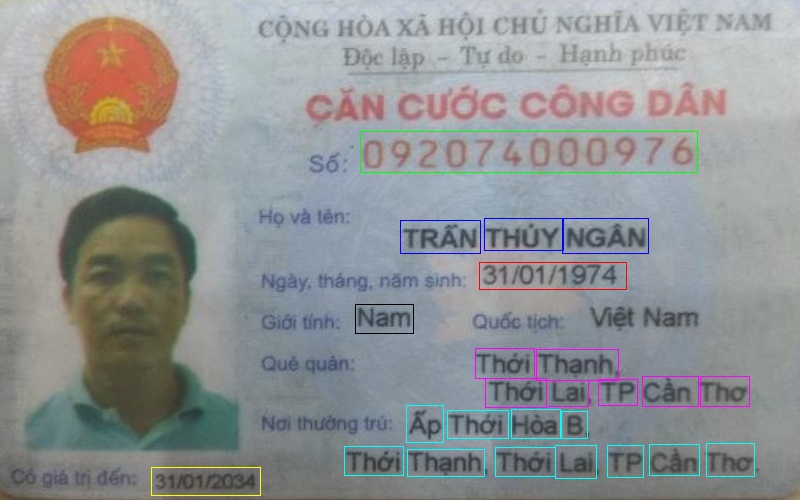 CỘNG HÒA XÃ HỘI CHỦ NGHĨA VIỆT NAM
Độc lập - Tự do - Hạnh phúc
CĂN CƯỚC CÔNG DÂN
Số: 092074000976
Họ và tên:
TRẦN THÙY NGÂN
Ngày, tháng, năm sinh: 31/01/1974
Giới tính: Nam Quốc tịch: Việt Nam
Quê quán: Thới Thạnh,
Thới Lai, TP Cần Thơ
Nơi thường trú: Ấp Thới Hòa B,
Thới Thạnh, Thới Lai, TP Cần Thơ.
Có giá trị đến: 31/01/2034